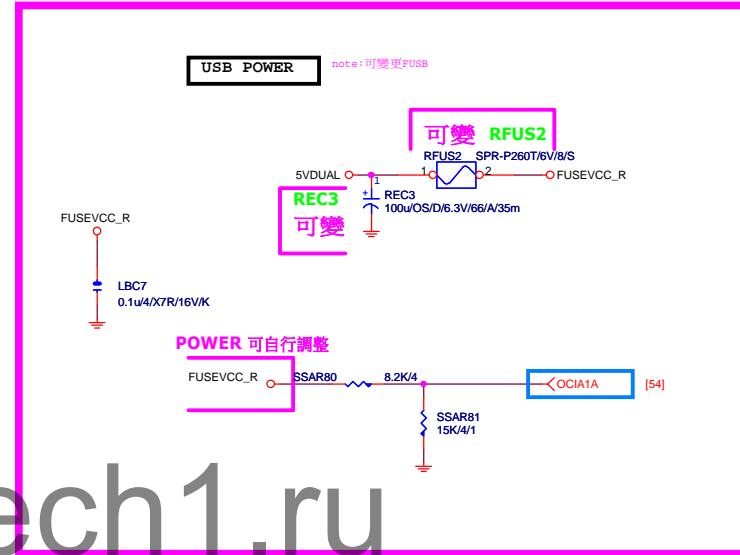 USB POWER
note:可變更FUSB
可變 RFUS2
RFUS2 SPR-P260T/6V/8/S
5VDUAL
1
2
FUSEVCC_R
1
+
REC3
100u/OS/D/6.3V/66/A/35m
REC3
可變
FUSEVCC_R
LBC7
0.1u/4/X7R/16V/K
POWER 可自行調整
FUSEVCC_R
SSAR80
8.2K/4
OCIA1A
[54]
SSAR81
15K/4/1
ech1.ru